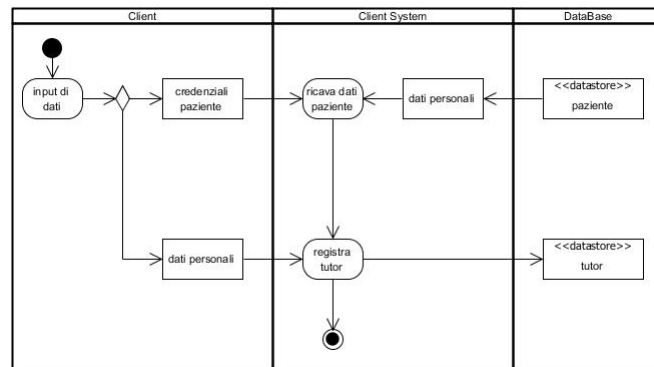 Client
Client System
DataBase
input di
dati
credenziali
paziente
ricava dati
paziente
dati personali
<<datastore>>
paziente
dati personali
registra
tutor
<<datastore>>
tutor